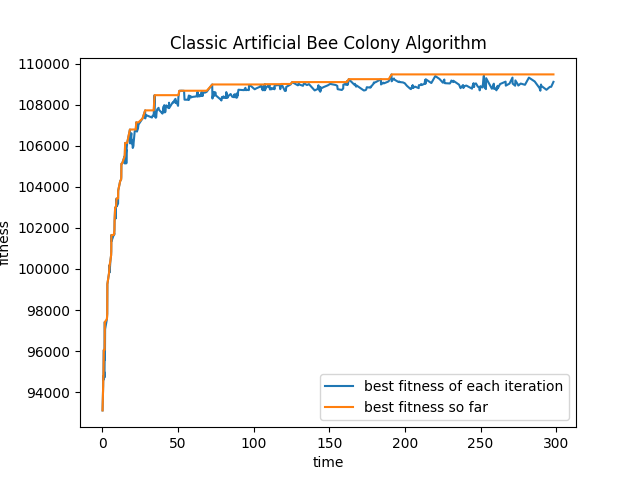 Classic Artificial Bee Colony Algorithm
110000
108000
106000
104000
102000
100000
98000
96000
94000
fitness
best fitness of each iteration
best fitness so far
0 50 100 150 200 250 300
time